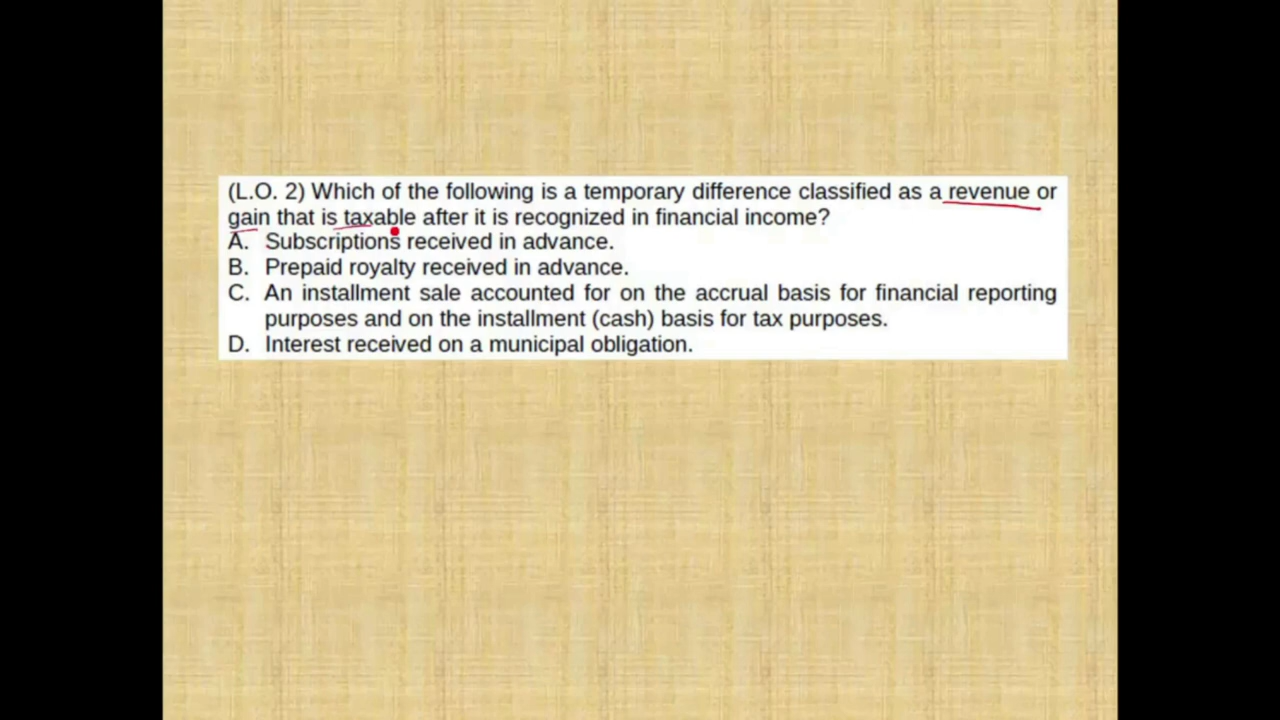 (L.O. 2) Which of the following is a temporary difference classified as a revenue or
gain that is taxable after it is recognized in financial income?
A. Subscriptions received in advance.
B. Prepaid royalty received in advance.
C. An installment sale accounted for on the accrual basis for financial reporting
purposes and on the installment (cash) basis for tax purposes.
D. Interest received on a municipal obligation.